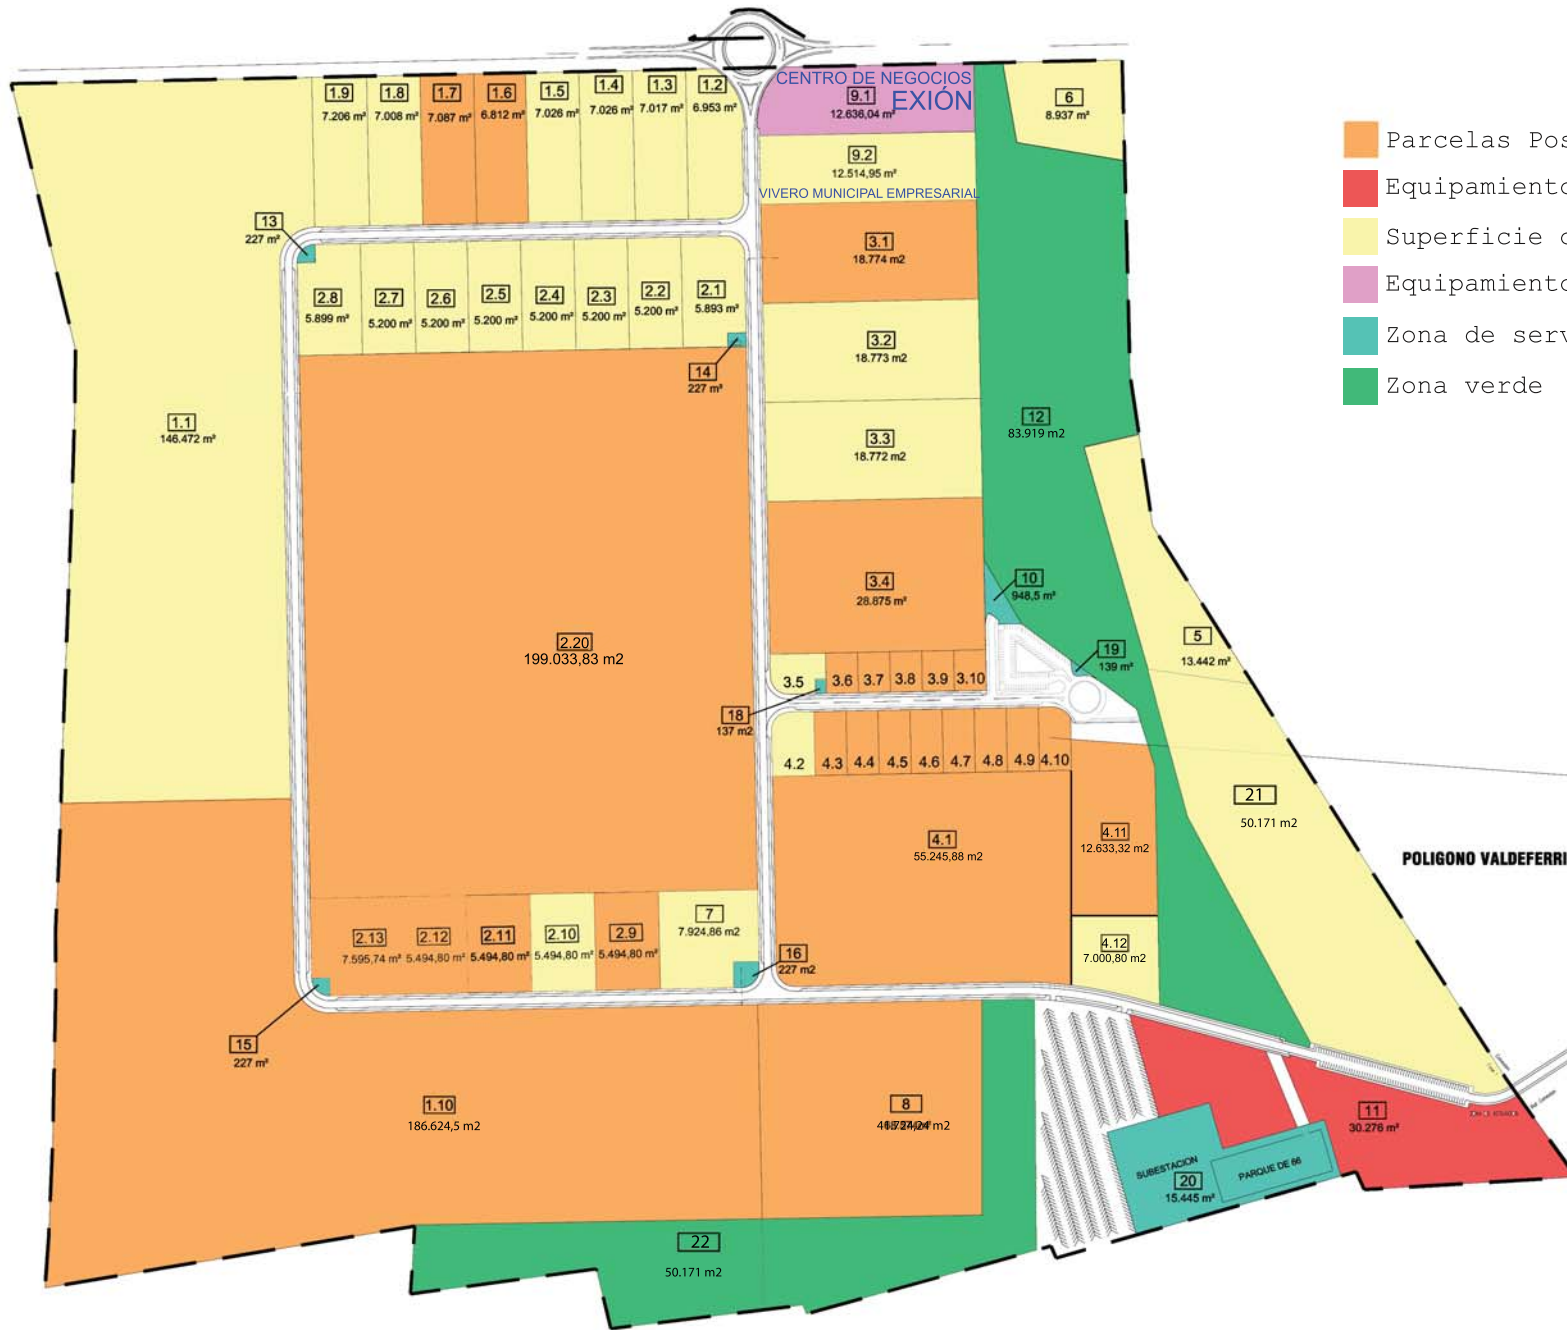 CENTRO DE NEGOCIOS
EXIÓN
9.1
12.636,04 m²
1.9
7.206 m²
1.8
7.008 m²
1.7
7.087 m²
1.6
6.812 m²
1.5
7.026 m²
1.4
7.026 m²
1.3
7.017 m²
1.2
6.953 m²
6
8.937 m²
Parcelas Pos
Equipamiento
Superficie
Equipamiento
Zona de serv
Zona verde
9.2
12.514,95 m²
VIVERO MUNICIPAL EMPRESARIAL
13
227 m²
3.1
18.774 m2
2.8
5.899 m²
2.7
5.200 m²
2.6
5.200 m²
2.5
5.200 m²
2.4
5.200 m²
2.3
5.200 m²
2.2
5.200 m²
2.1
5.893 m²
3.2
18.773 m2
14
227 m²
1.1
146.472 m²
12
83.919 m2
3.3
18.772 m2
3.4
28.875 m²
10
948,5 m²
2.20
199.033,83 m2
5
13.442 m²
19
139 m²
3.5
3.6
3.7
3.8
3.9
3.10
18
137 m2
4.2
4.3
4.4
4.5
4.6
4.7
4.8
4.9
4.10
21
50.171 m2
4.1
55.245,88 m2
4.11
12.633,32 m2
POLIGONO VALDEFERRI
2.13
7.595,74 m²
2.12
5.494,80 m²
2.11
5.494,80 m²
2.10
5.494,80 m²
2.9
5.494,80 m²
7
7.924,86 m2
4.12
7.000,80 m2
16
227 m2
15
227 m²
1.10
186.624,5 m2
8
11
30.276 m²
SUBESTACION
PARQUE DE 66
20
15.445 m²
22
50.171 m2